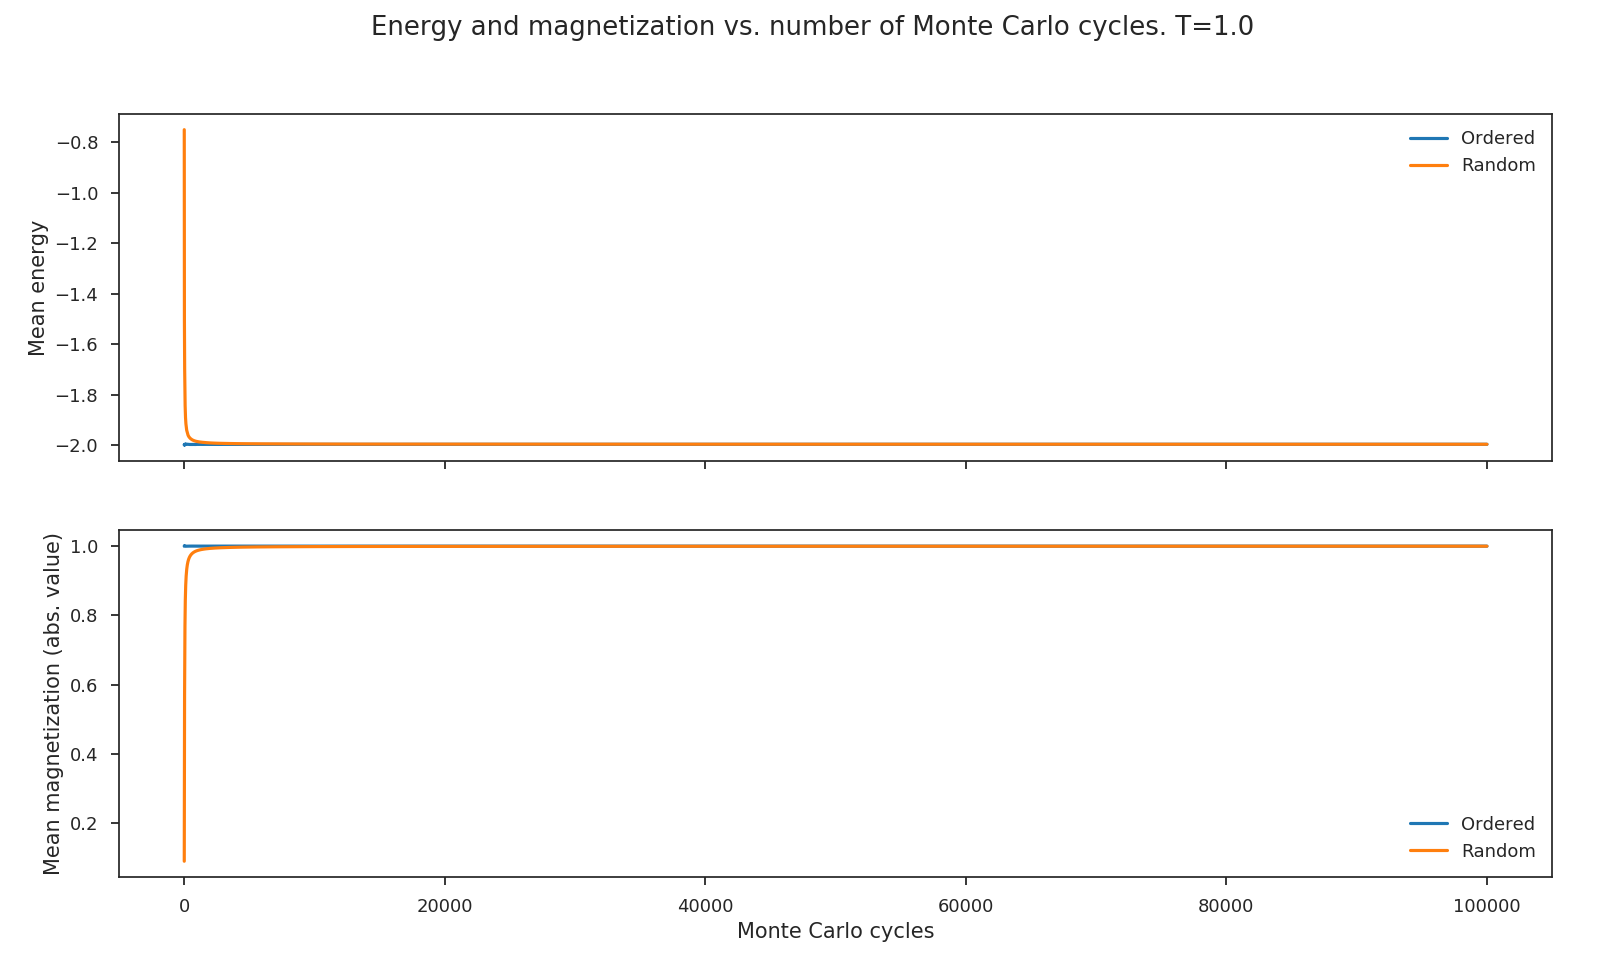 Energy and magnetization vs. number of Monte Carlo cycles. T=1.0
Mean energy
−0.8
−1.0
−1.2
−1.4
−1.6
−1.8
−2.0
Ordered
Random
Mean magnetization (abs. value)
1.0
0.8
0.6
0.4
0.2
Ordered
Random
0 20000 40000 60000 80000 100000
Monte Carlo cycles